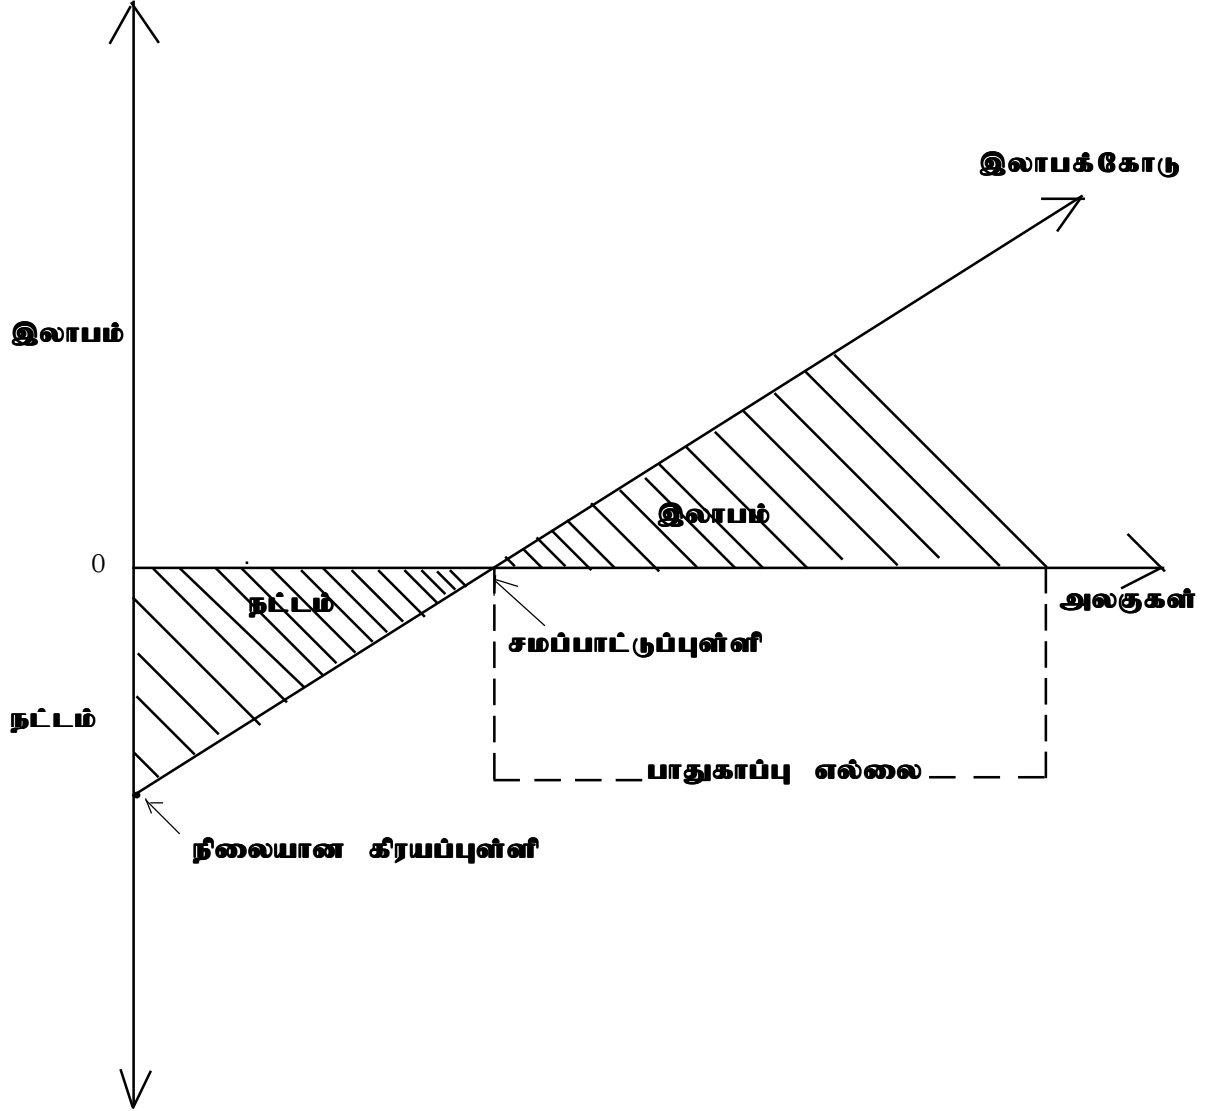 இலாபக்கோடு
இலாபம்
இலாபம்
0
நட்டம்
அலகுகள்
சமப்பாட்டுப்புள்ளி
நட்டம்
பாதுகாப்பு எல்லை
நிலையான கிரயப்புள்ளி